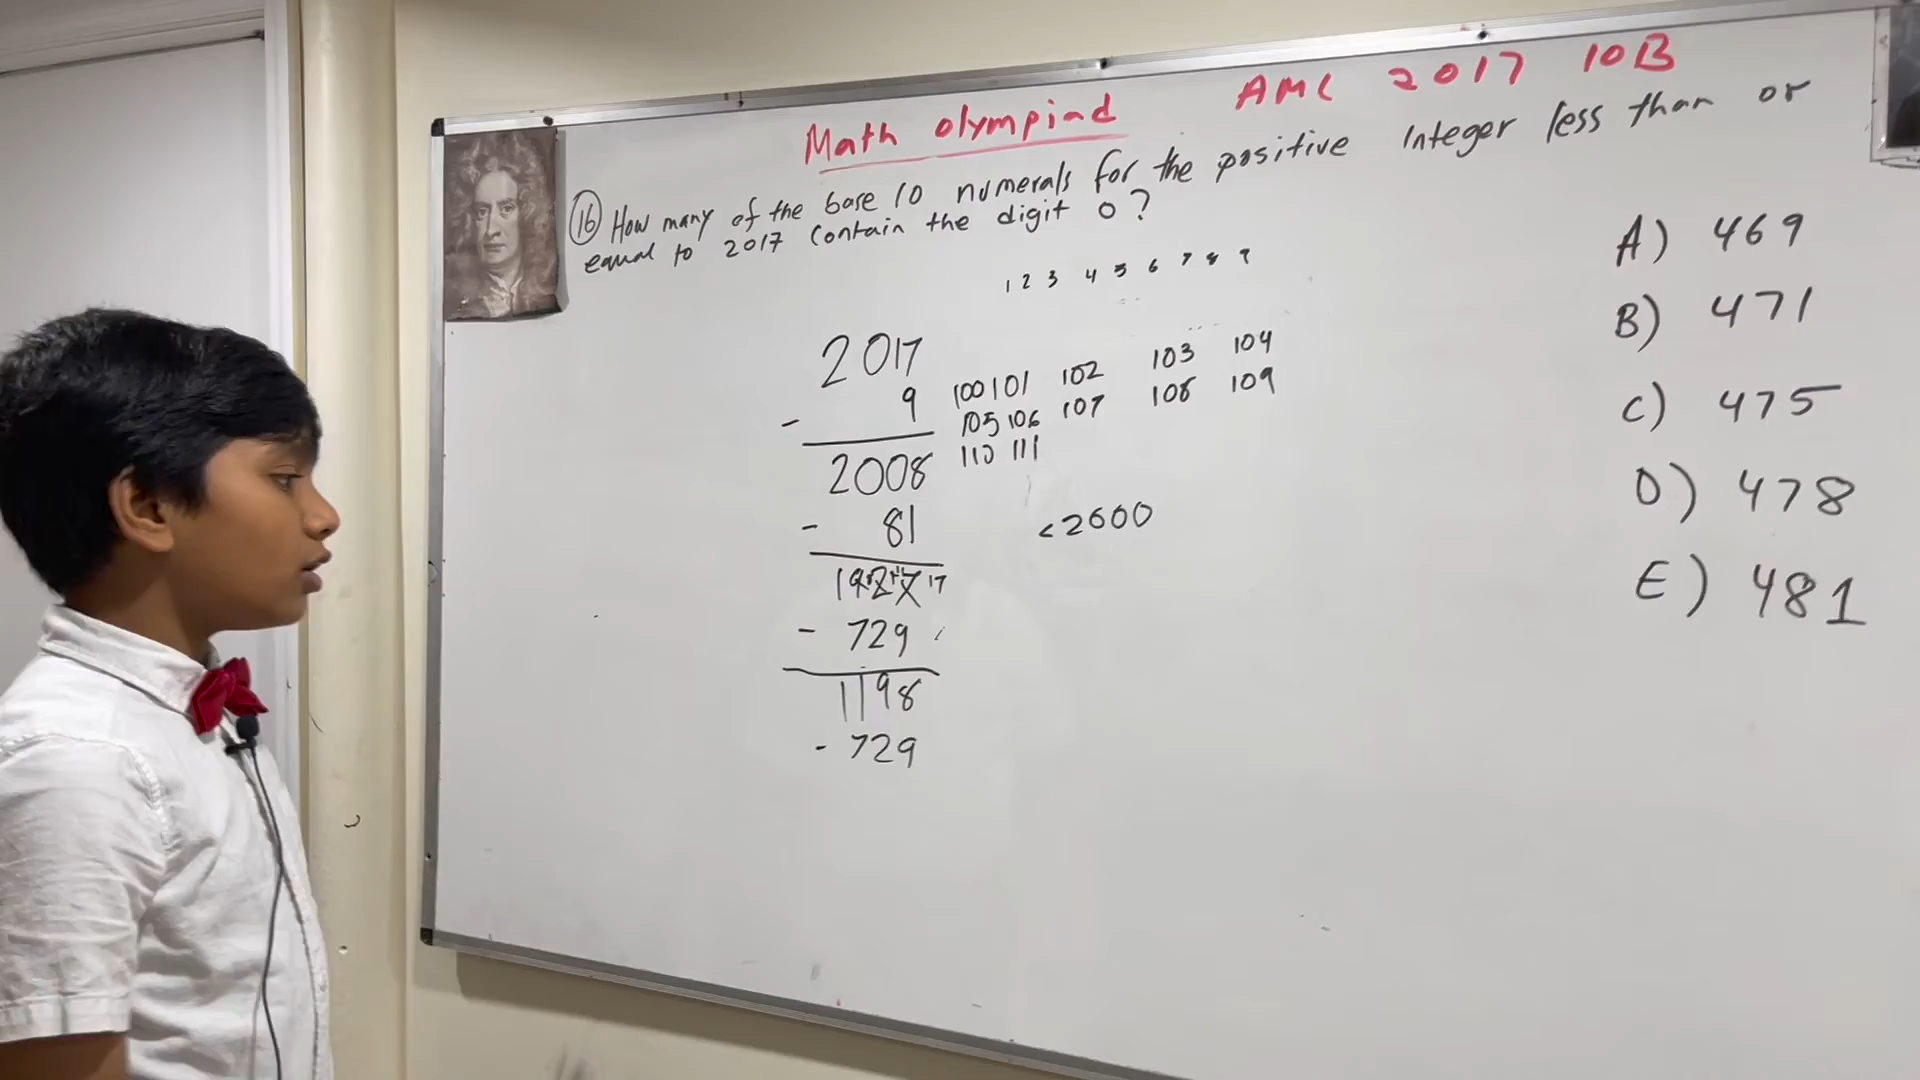 Math olympiad AMC 2017 10B
16 How many of the base 10 numerals for the positive Integer less than or
equal to 2017 contain the digit 0?
1 2 3 4 5 6 7 8 9
2017
- 9
2008
- 81
- 729
1198
- 729
100 101 102 103 104
105 106 107 108 109
110 111
<2000
A) 469
B) 471
C) 475
D) 478
E) 481